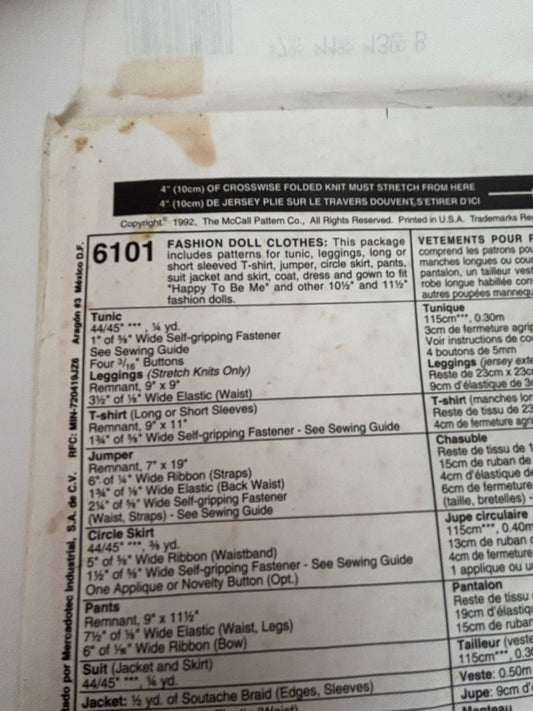 4" (10cm) OF CROSSWISE FOLDED KNIT MUST STRETCH FROM HERE
4" (10cm) DE JERSEY PLIE SUR LE TRAVERS DOUVENT,S'ETIRER D'ICI
Copyright© 1992, The McCall Pattern Co., All Rights Reserved. Printed in U.S.A. Trademarks Re
6101
FASHION DOLL CLOTHES: This package
includes patterns for tunic, leggings, long or
short sleeved T-shirt, jumper, circle skirt, pants,
suit jacket and skirt, coat, dress and gown to fit
"Happy To Be Me" and other 10½" and 11½"
fashion dolls.
Tunic
44/45" ***, ¼ yd.
1" of ⅝" Wide Self-gripping Fastener
See Sewing Guide
Four 3/16" Buttons
Leggings (Stretch Knits Only)
Remnant, 9" x 9"
3½" of ⅛" Wide Elastic (Waist)
T-shirt (Long or Short Sleeves)
Remnant, 9" x 11"
1¾" of ⅝" Wide Self-gripping Fastener - See Sewing Guide
Jumper
Remnant, 7" x 19"
6" of ¼" Wide Ribbon (Straps)
1¾" of ⅛" Wide Elastic (Back Waist)
2¼" of ⅝" Wide Self-gripping Fastener
(Waist, Straps) - See Sewing Guide
Circle Skirt
44/45" ***, ⅜ yd.
5" of ⅝" Wide Ribbon (Waistband)
1½" of ⅝" Wide Self-gripping Fastener - See Sewing Guide
One Applique or Novelty Button (Opt.)
Pants
Remnant, 9" x 11½"
7½" of ⅛" Wide Elastic (Waist, Legs)
6" of 1/16" Wide Ribbon (Bow)
Suit (Jacket and Skirt)
44/45" ***, ¼ yd.
Jacket: ½ yd. of Soutache Braid (Edges, Sleeves)
VETEMENTS POUR P
comprend les patrons pou
manches longues ou cour
pantalon, un tailleur vest
robe longue habillée con
autres poupées mannequ
Tunique
115cm***, 0.30m
3cm de fermeture agrip
Voir instructions de co
4 boutons de 5mm
Leggings (jersey exte
Reste de 23cm x 23c
9cm d'élastique de 3
T-shirt (manches lon
Reste de tissu de 23
4cm de fermeture agri
Chasuble
Reste de tissu de 1
15cm de ruban de
4cm d'élastique d
6cm de fermeture
(taille, bretelles) -
Jupe circulaire
115cm***, 0.40m
13cm de ruban d
4cm de fermeture
1 applique ou u
Pantalon
Reste de tissu
19cm d'élastiq
15cm de ruban
Tailleur (veste
115cm***, 0.30
Veste: 0.50m
Jupe: 9cm d'é
Manteau
tado por Mercadotec Industrial, S.A. de C.V. RFC: MIN-720416JZ6 Aragón #3 México D.F.